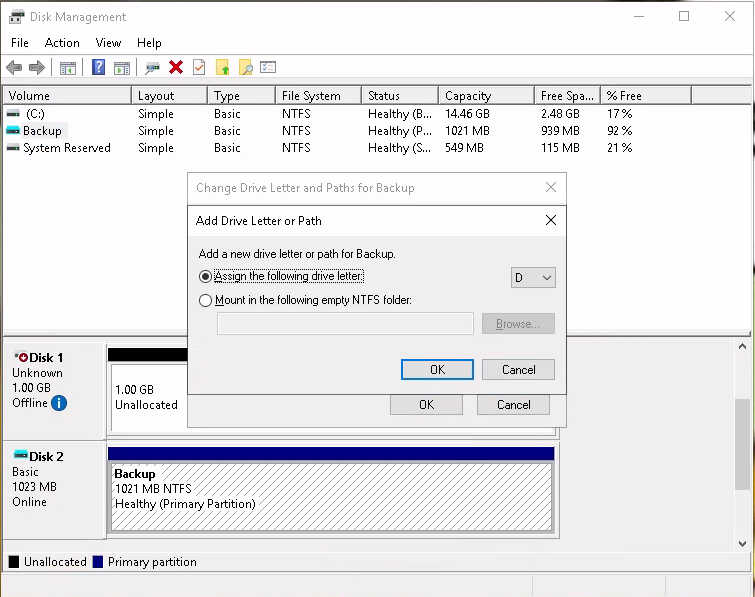 Disk Management
File Action View Help
Volume Layout Type File System Status Capacity Free Spa... % Free
(C:) Simple Basic NTFS Healthy (B... 14.46 GB 2.48 GB 17 %
Backup Simple Basic NTFS Healthy (P... 1021 MB 939 MB 92 %
System Reserved Simple Basic NTFS Healthy (S... 549 MB 115 MB 21 %
Change Drive Letter and Paths for Backup
Add Drive Letter or Path
Add a new drive letter or path for Backup.
Assign the following drive letter: D
Mount in the following empty NTFS folder:
Browse...
OK Cancel
OK Cancel
Disk 1
Unknown
1.00 GB
Offline
1.00 GB
Unallocated
Disk 2
Basic
1023 MB
Online
Backup
1021 MB NTFS
Healthy (Primary Partition)
Unallocated Primary partition